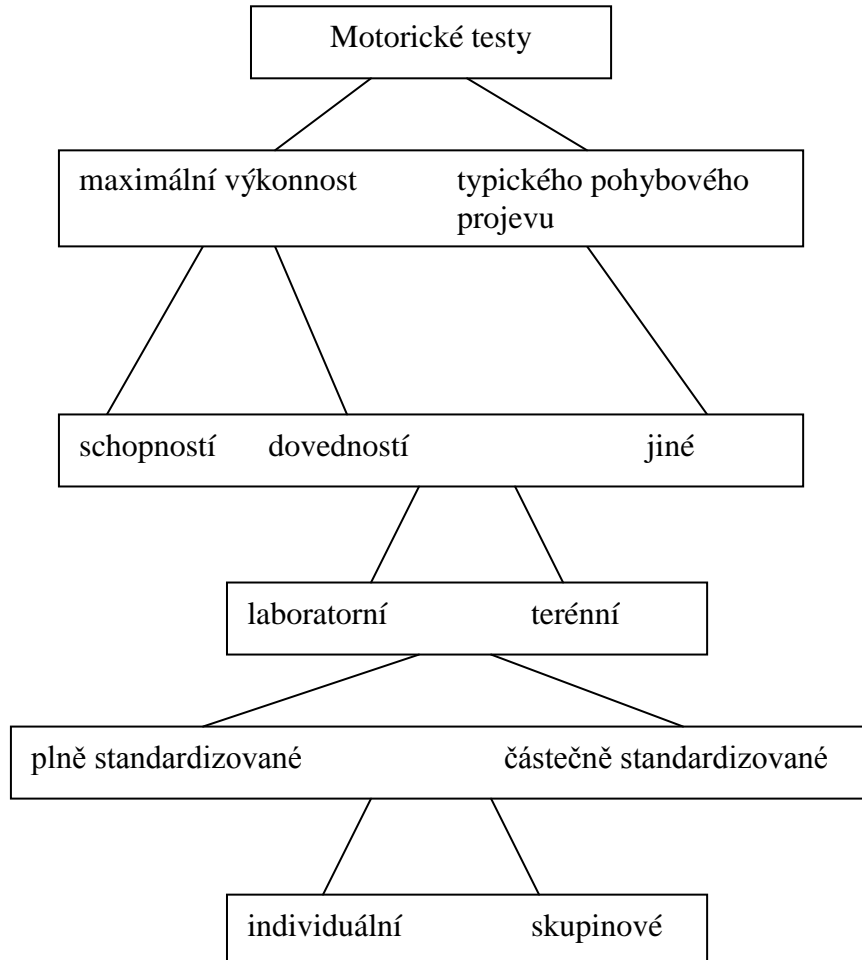 Motorické testy
maximální výkonnost typického pohybového
projevu
schopností dovedností jiné
laboratorní terénní
plně standardizované částečně standardizované
individuální skupinové